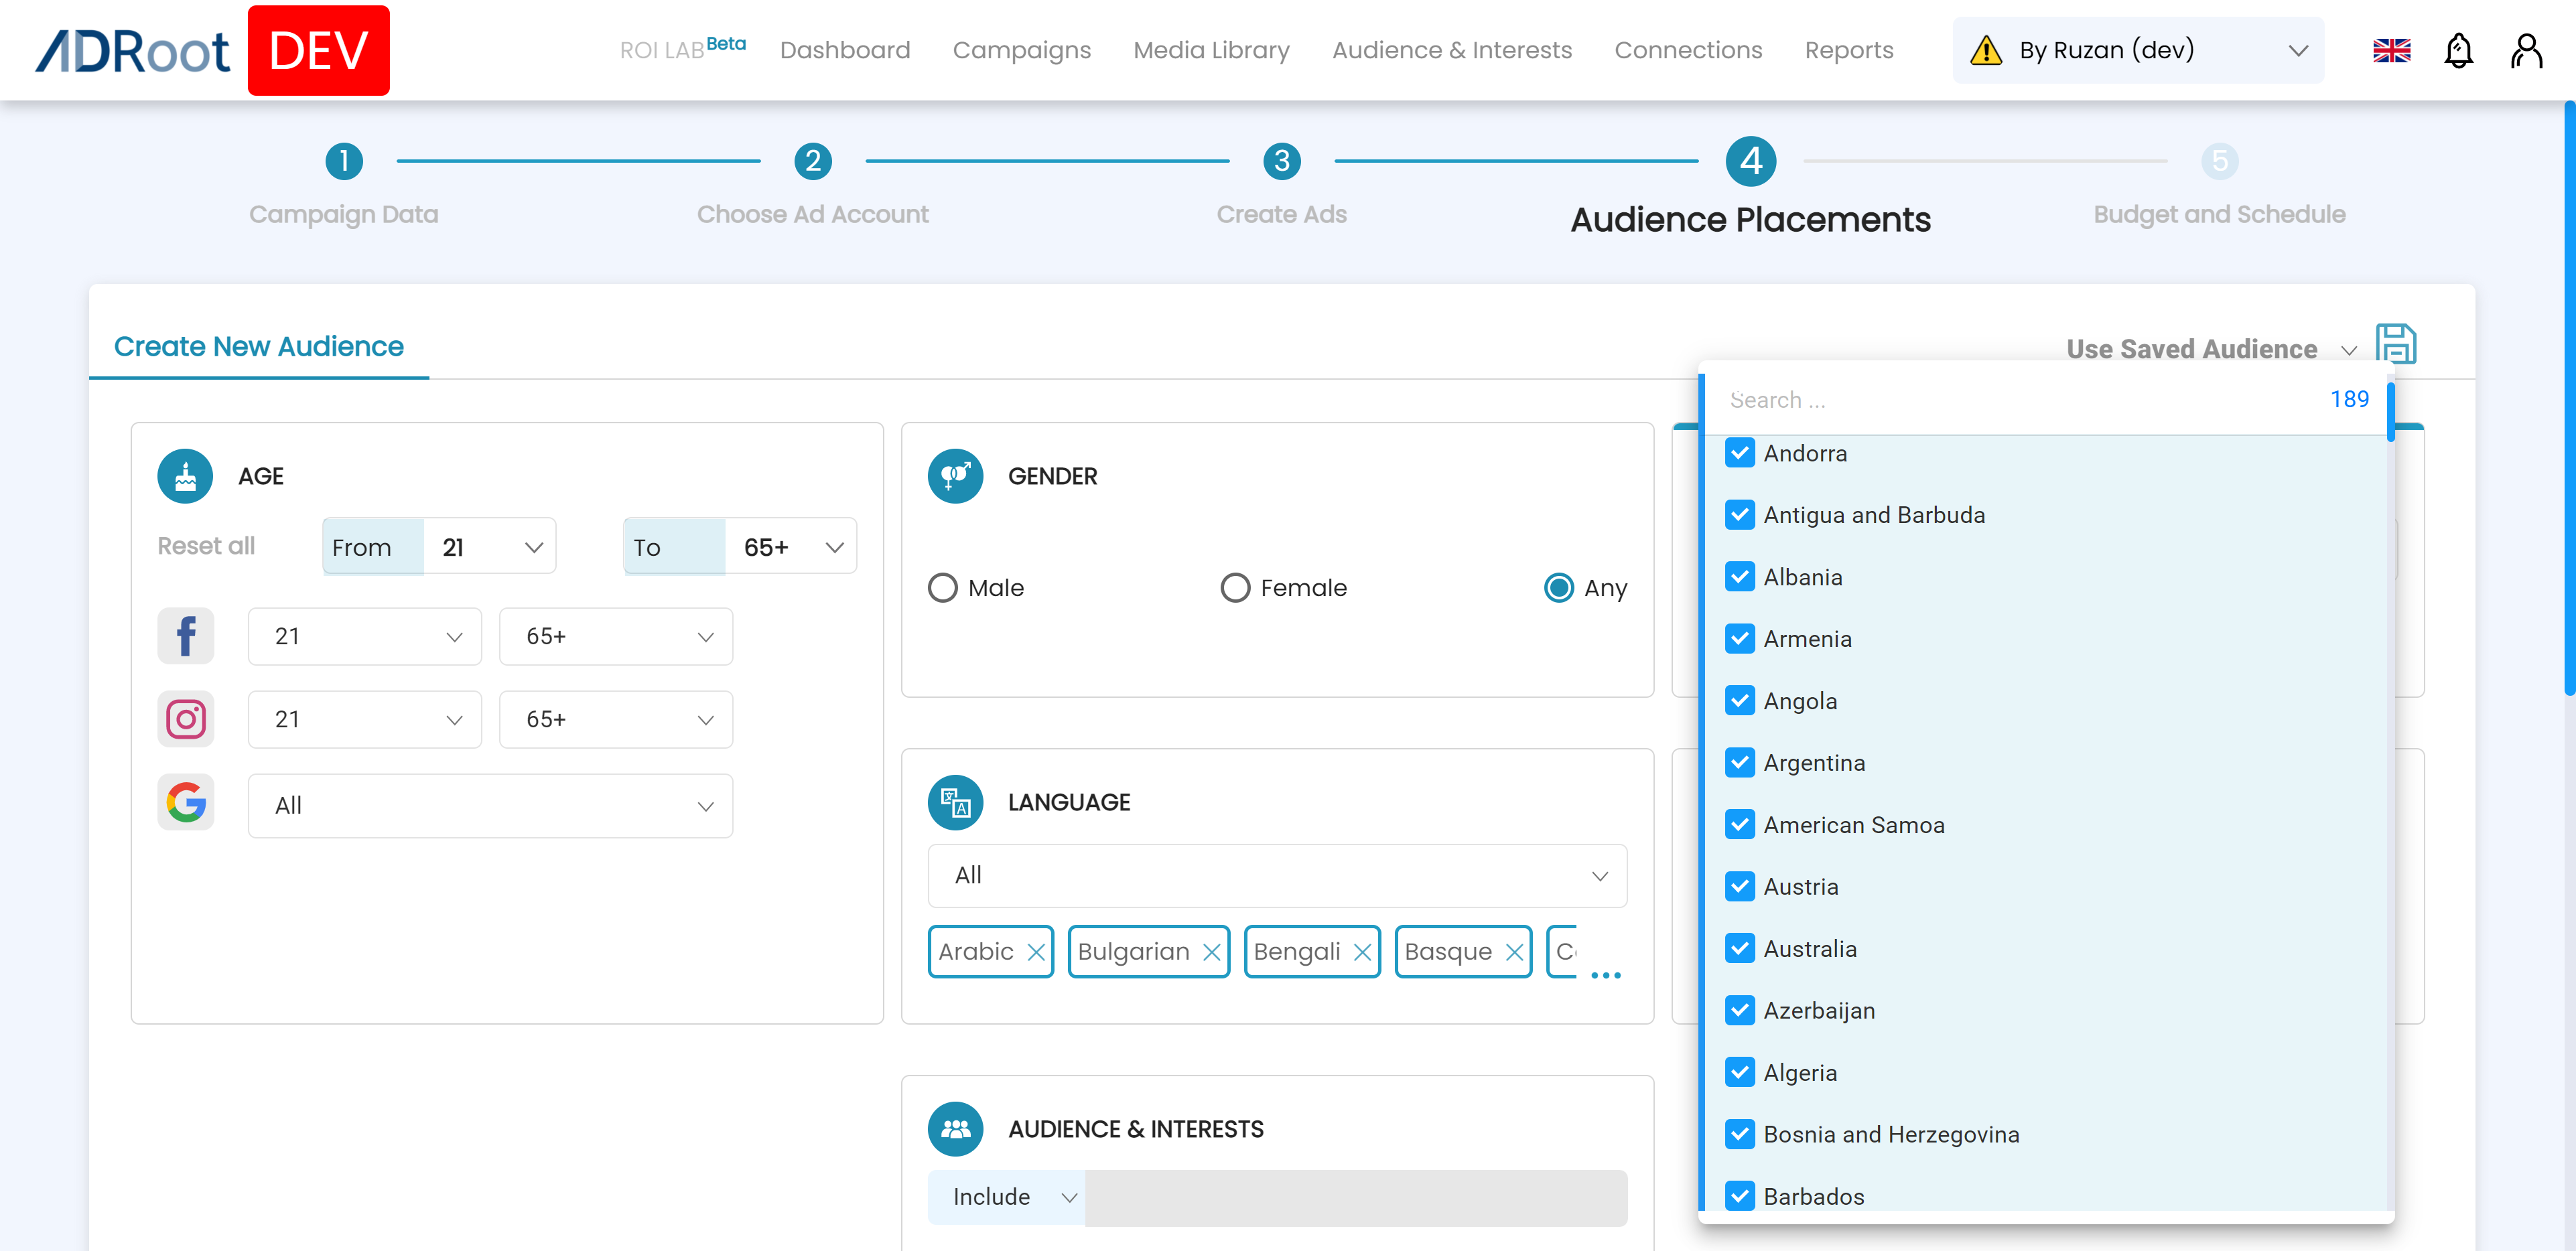 ADRoot DEV ROI LAB Beta Dashboard Campaigns Media Library Audience & Interests Connections Reports By Ruzan (dev)
1 2 3 4 5
Campaign Data Choose Ad Account Create Ads Audience Placements Budget and Schedule
Create New Audience
Use Saved Audience
Search ... 189
AGE
Reset all From 21 To 65+
21 65+
21 65+
All
GENDER
Male Female Any
LANGUAGE
All
Arabic Bulgarian Bengali Basque
AUDIENCE & INTERESTS
Include
Andorra
Antigua and Barbuda
Albania
Armenia
Angola
Argentina
American Samoa
Austria
Australia
Azerbaijan
Algeria
Bosnia and Herzegovina
Barbados